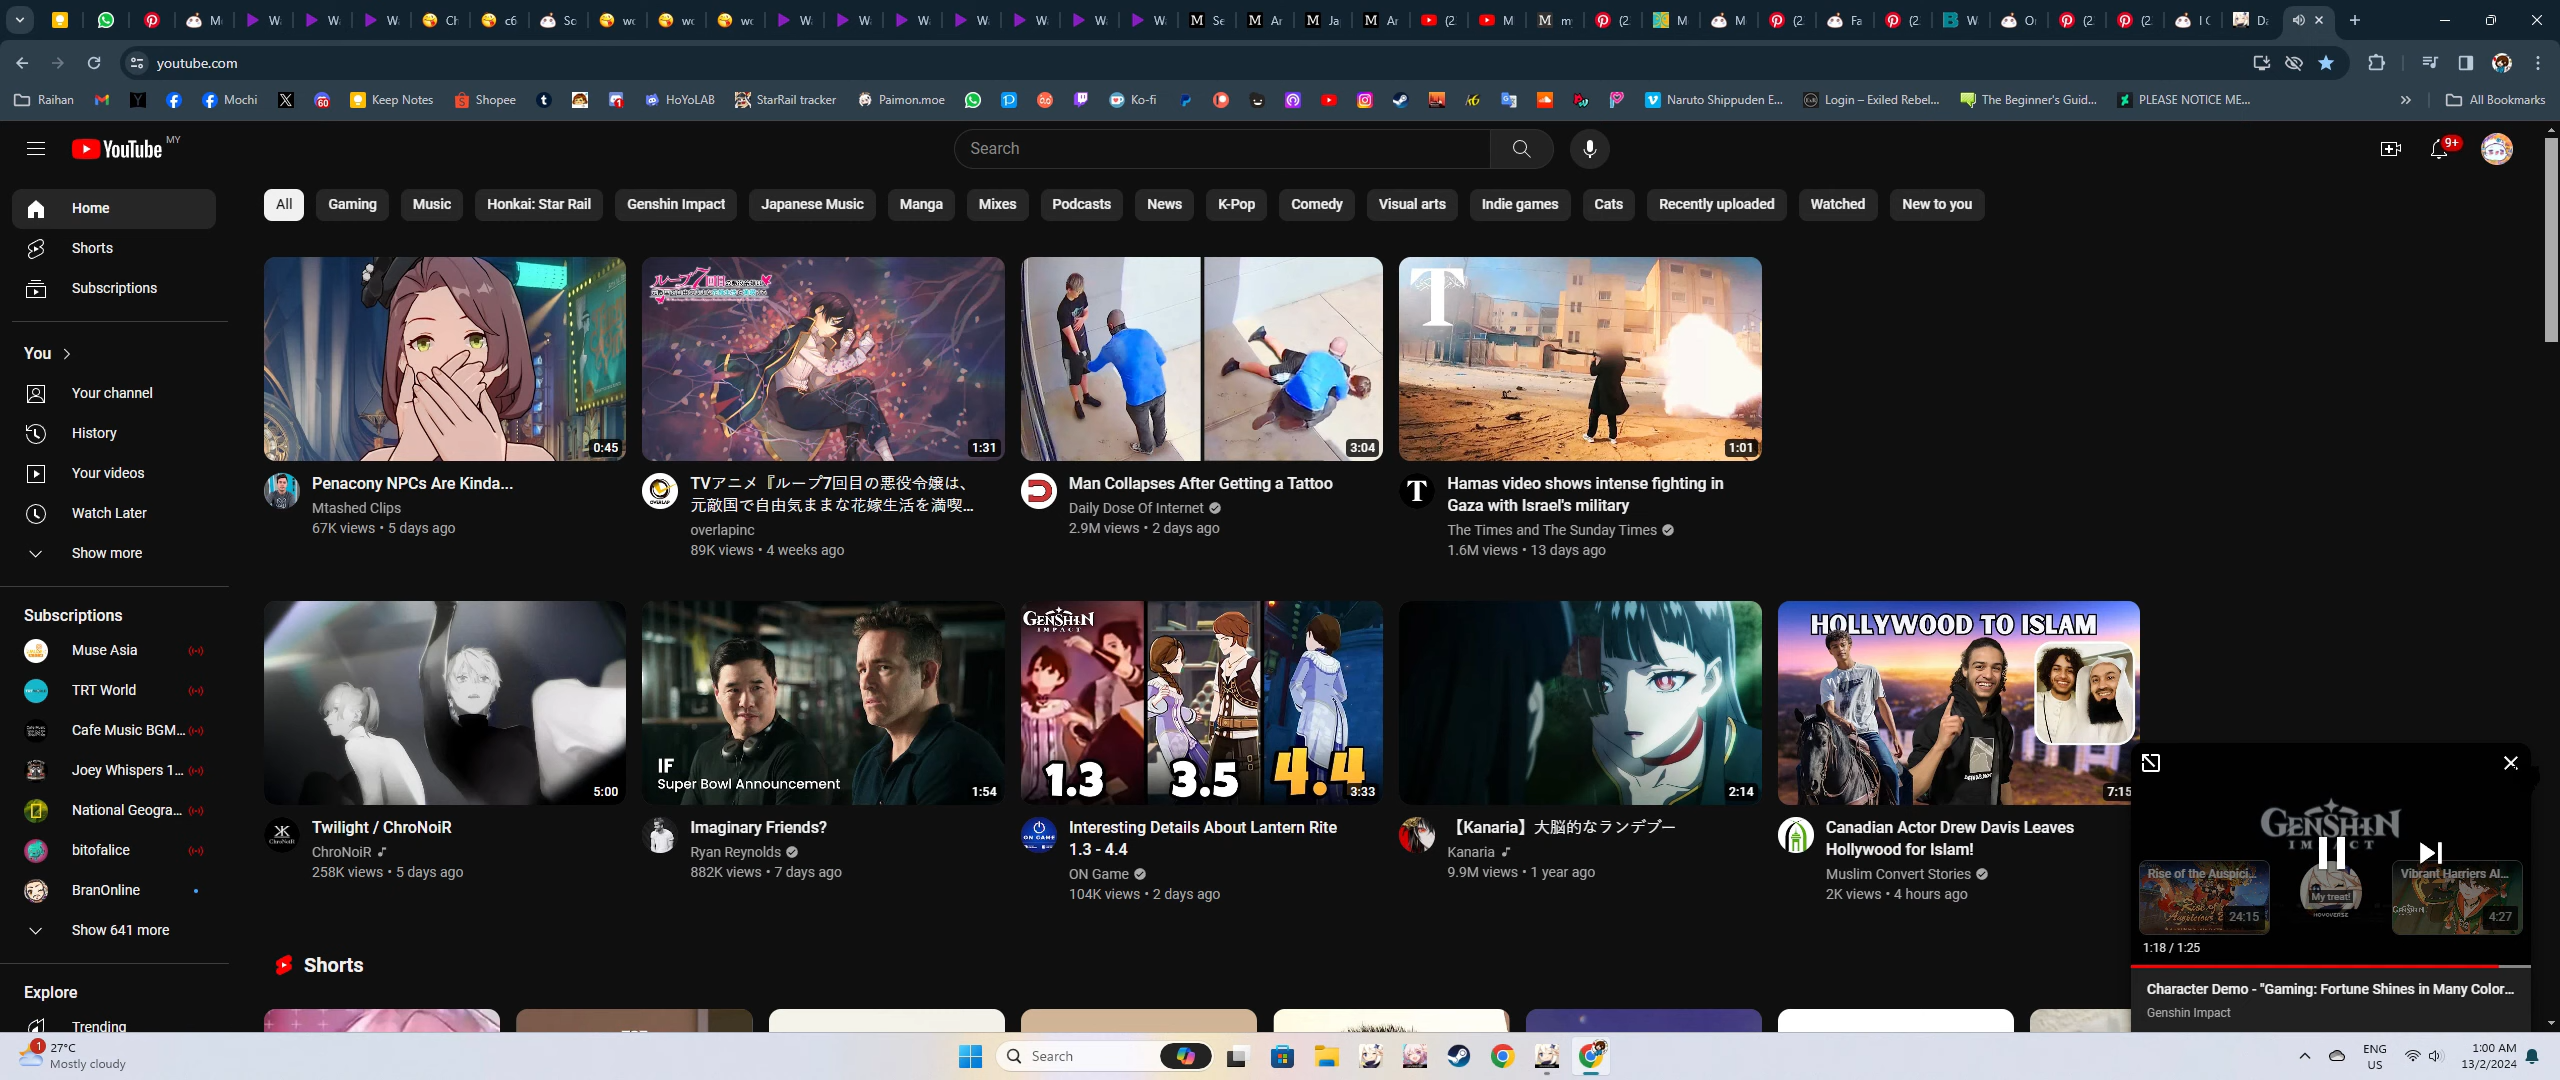 youtube.com
Raihan
Mochi
Keep Notes
Shopee
HoYoLAB
StarRail tracker
Paimon.moe
Ko-fi
Naruto Shippuden E...
Login – Exiled Rebel...
The Beginner's Guid...
PLEASE NOTICE ME...
All Bookmarks
YouTube MY
Search
9+
Home
Shorts
Subscriptions
You
Your channel
History
Your videos
Watch Later
Show more
Subscriptions
Muse Asia
TRT World
Cafe Music BGM...
Joey Whispers 1...
National Geogra...
bitofalice
BranOnline
Show 641 more
Explore
Trending
All
Gaming
Music
Honkai: Star Rail
Genshin Impact
Japanese Music
Manga
Mixes
Podcasts
News
K-Pop
Comedy
Visual arts
Indie games
Cats
Recently uploaded
Watched
New to you
0:45
Penacony NPCs Are Kinda...
Mtashed Clips
67K views • 5 days ago
1:31
TVアニメ『ループ7回目の悪役令嬢は、
元敵国で自由気ままな花嫁生活を満喫...
overlapinc
89K views • 4 weeks ago
3:04
Man Collapses After Getting a Tattoo
Daily Dose Of Internet
2.9M views • 2 days ago
T
1:01
Hamas video shows intense fighting in
Gaza with Israel's military
The Times and The Sunday Times
1.6M views • 13 days ago
5:00
Twilight / ChroNoiR
ChroNoiR
258K views • 5 days ago
IF
Super Bowl Announcement
1:54
Imaginary Friends?
Ryan Reynolds
882K views • 7 days ago
GENSHIN
IMPACT
1.3
3.5
4.4
3:33
Interesting Details About Lantern Rite
1.3 - 4.4
ON Game
104K views • 2 days ago
2:14
【Kanaria】大脳的なランデブー
Kanaria
9.9M views • 1 year ago
HOLLYWOOD TO ISLAM
7:15
Canadian Actor Drew Davis Leaves
Hollywood for Islam!
Muslim Convert Stories
2K views • 4 hours ago
GENSHIN
IMPACT
Rise of the Auspici...
24:15
My treat!
HOYOVERSE
Vibrant Harriers Al...
4:27
1:18 / 1:25
Character Demo - "Gaming: Fortune Shines in Many Color...
Genshin Impact
Shorts
1
27°C
Mostly cloudy
Search
ENG
US
1:00 AM
13/2/2024